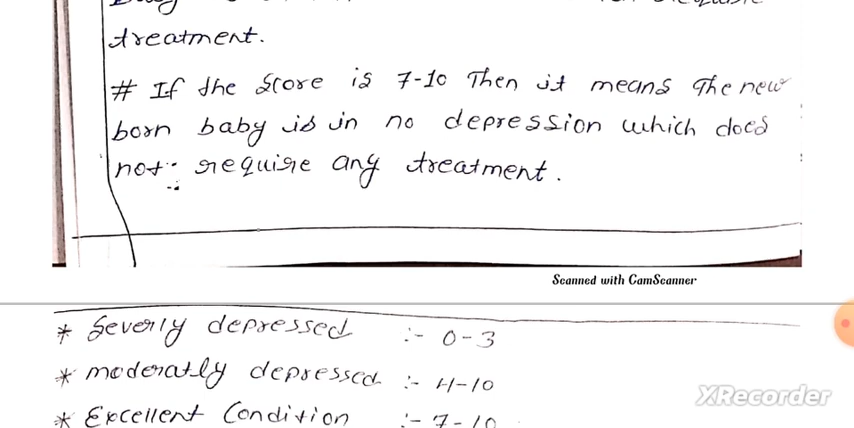 treatment.
# If the score is 7-10 Then it means The new
born baby is in no depression which does
not require any treatment.
Scanned with CamScanner
* Severly depressed :- 0-3
* moderatly depressed :- 4-10
* Excellent Condition :- 7-10
XRecorder